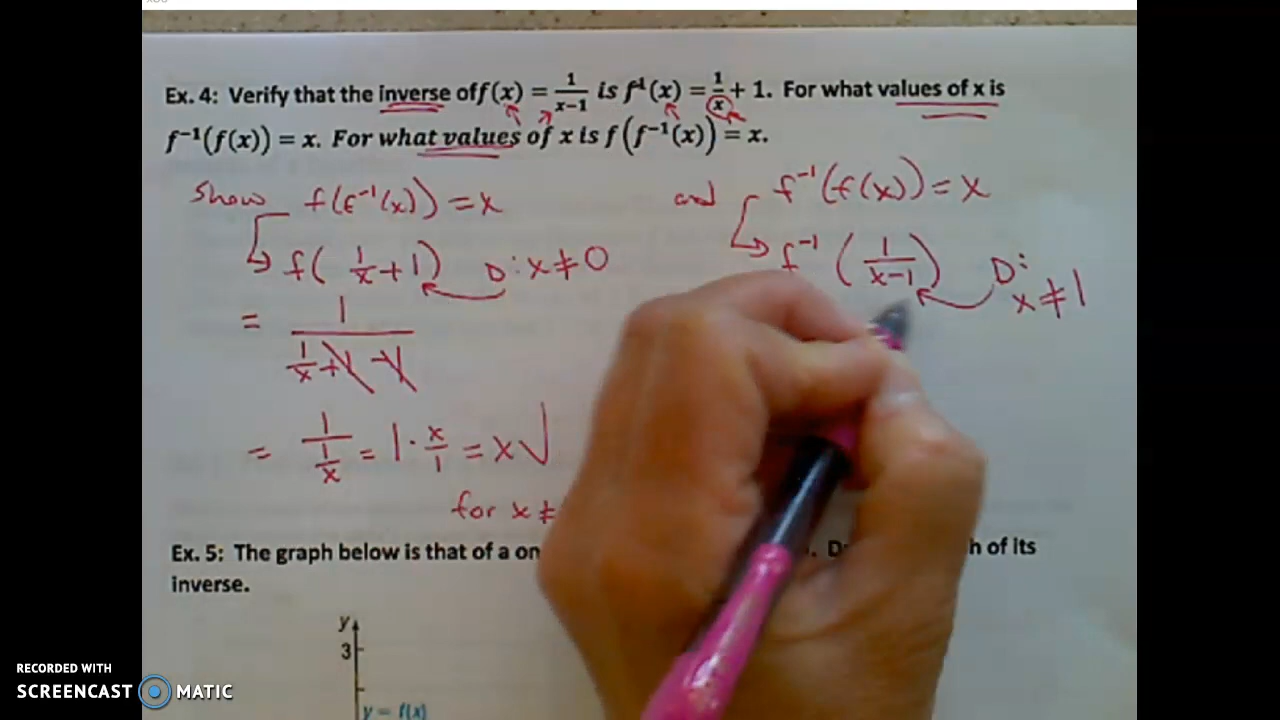 Ex. 4: Verify that the inverse of f(x) = 1/(x−1) is f⁻¹(x) = 1/x + 1. For what values of x is
f⁻¹(f(x)) = x. For what values of x is f(f⁻¹(x)) = x.
Show f(f⁻¹(x)) = x and f⁻¹(f(x)) = x
f(1/x + 1) D: x ≠ 0 f⁻¹(1/(x−1)) D: x ≠ 1
= 1/(1/x + 1 − 1)
= 1/(1/x) = 1 · x/1 = x √
for x ≠
Ex. 5: The graph below is that of a on h of its
inverse.
y
3
y = f(x)
RECORDED WITH
SCREENCAST MATIC